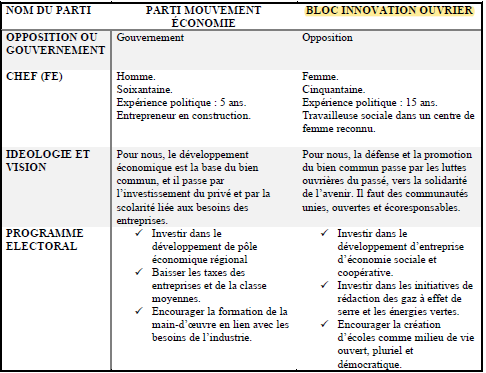 NOM DU PARTI
PARTI MOUVEMENT
ÉCONOMIE
BLOC INNOVATION OUVRIER
OPPOSITION OU
GOUVERNEMENT
Gouvernement
Opposition
CHEF (FE)
Homme.
Soixantaine.
Expérience politique : 5 ans.
Entrepreneur en construction.
Femme.
Cinquantaine.
Expérience politique : 15 ans.
Travailleuse sociale dans un centre de
femme reconnu.
IDEOLOGIE ET
VISION
Pour nous, le développement
économique est la base du bien
commun, et il passe par
l'investissement du privé et par la
scolarité liée aux besoins des
entreprises.
Pour nous, la défense et la promotion
du bien commun passe par les luttes
ouvrières du passé, vers la solidarité
de l'avenir. Il faut des communautés
unies, ouvertes et écoresponsables.
PROGRAMME
ELECTORAL
✓ Investir dans le
développement de pôle
économique régional
✓ Baisser les taxes des
entreprises et de la classe
moyennes.
✓ Encourager la formation de la
main-d'œuvre en lien avec les
besoins de l'industrie.
✓ Investir dans le
développement d'entreprise
d'économie sociale et
coopérative.
✓ Investir dans les initiatives de
rédaction des gaz à effet de
serre et les énergies vertes.
✓ Encourager la création
d'écoles comme milieu de vie
ouvert, pluriel et
démocratique.